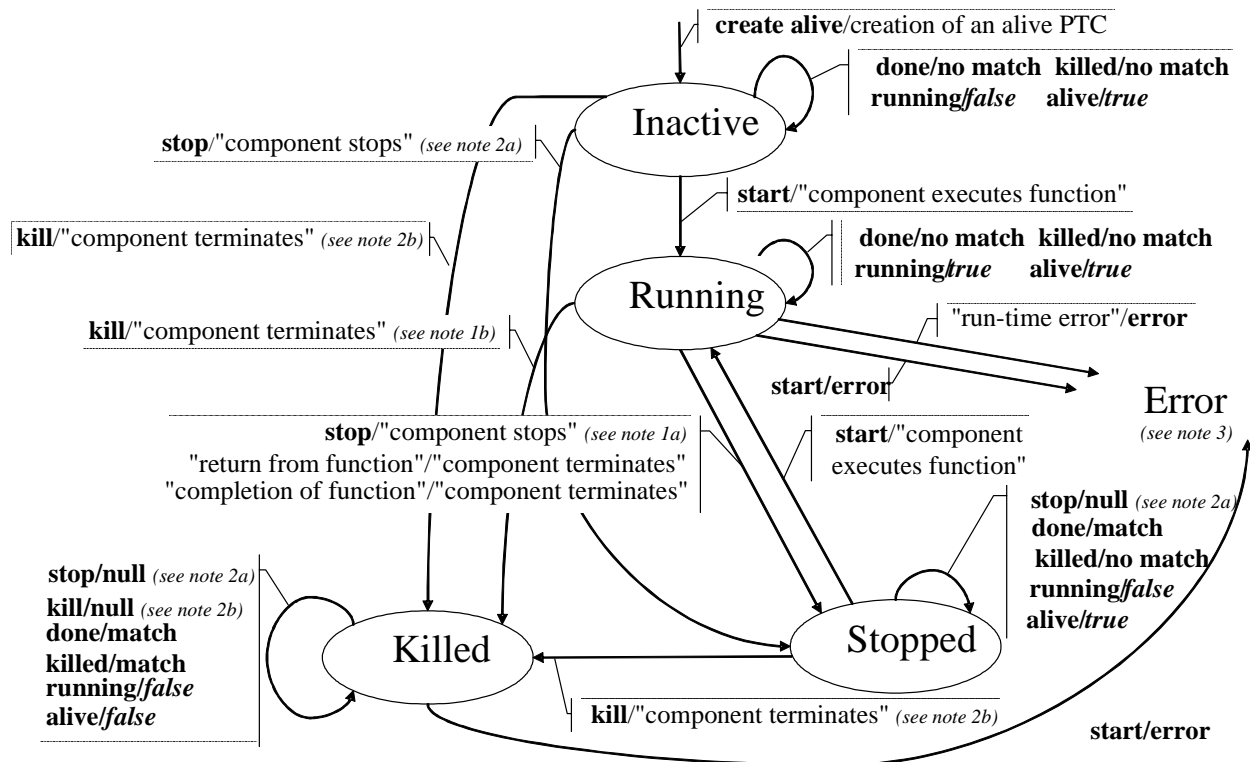 create alive/creation of an alive PTC
done/no match killed/no match
running/false alive/true
Inactive
stop/"component stops" (see note 2a)
start/"component executes function"
kill/"component terminates" (see note 2b)
done/no match killed/no match
running/true alive/true
Running
"run-time error"/error
kill/"component terminates" (see note 1b)
start/error
Error
(see note 3)
stop/"component stops" (see note 1a)
"return from function"/"component terminates"
"completion of function"/"component terminates"
start/"component
executes function"
stop/null (see note 2a)
done/match
killed/no match
running/false
alive/true
stop/null (see note 2a)
kill/null (see note 2b)
done/match
killed/match
running/false
alive/false
Killed
Stopped
kill/"component terminates" (see note 2b)
start/error